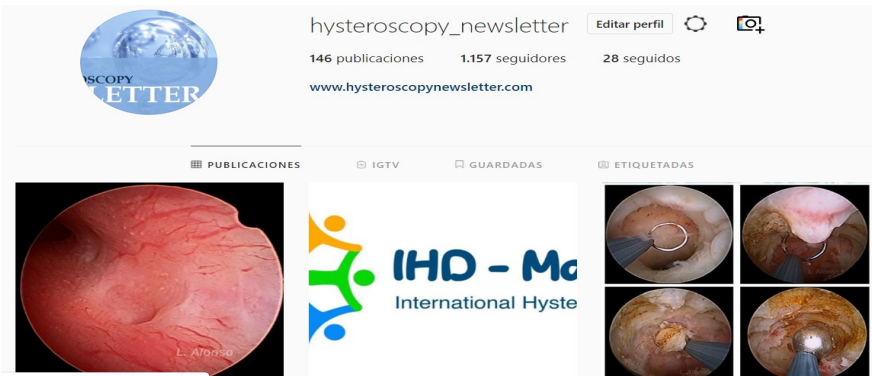 hysteroscopy_newsletter Editar perfil
146 publicaciones 1.157 seguidores 28 seguidos
OSCOPY
LETTER
www.hysteroscopynewsletter.com
PUBLICACIONES IGTV GUARDADAS ETIQUETADAS
IHD - Mo
International Hyste
L. Alonso